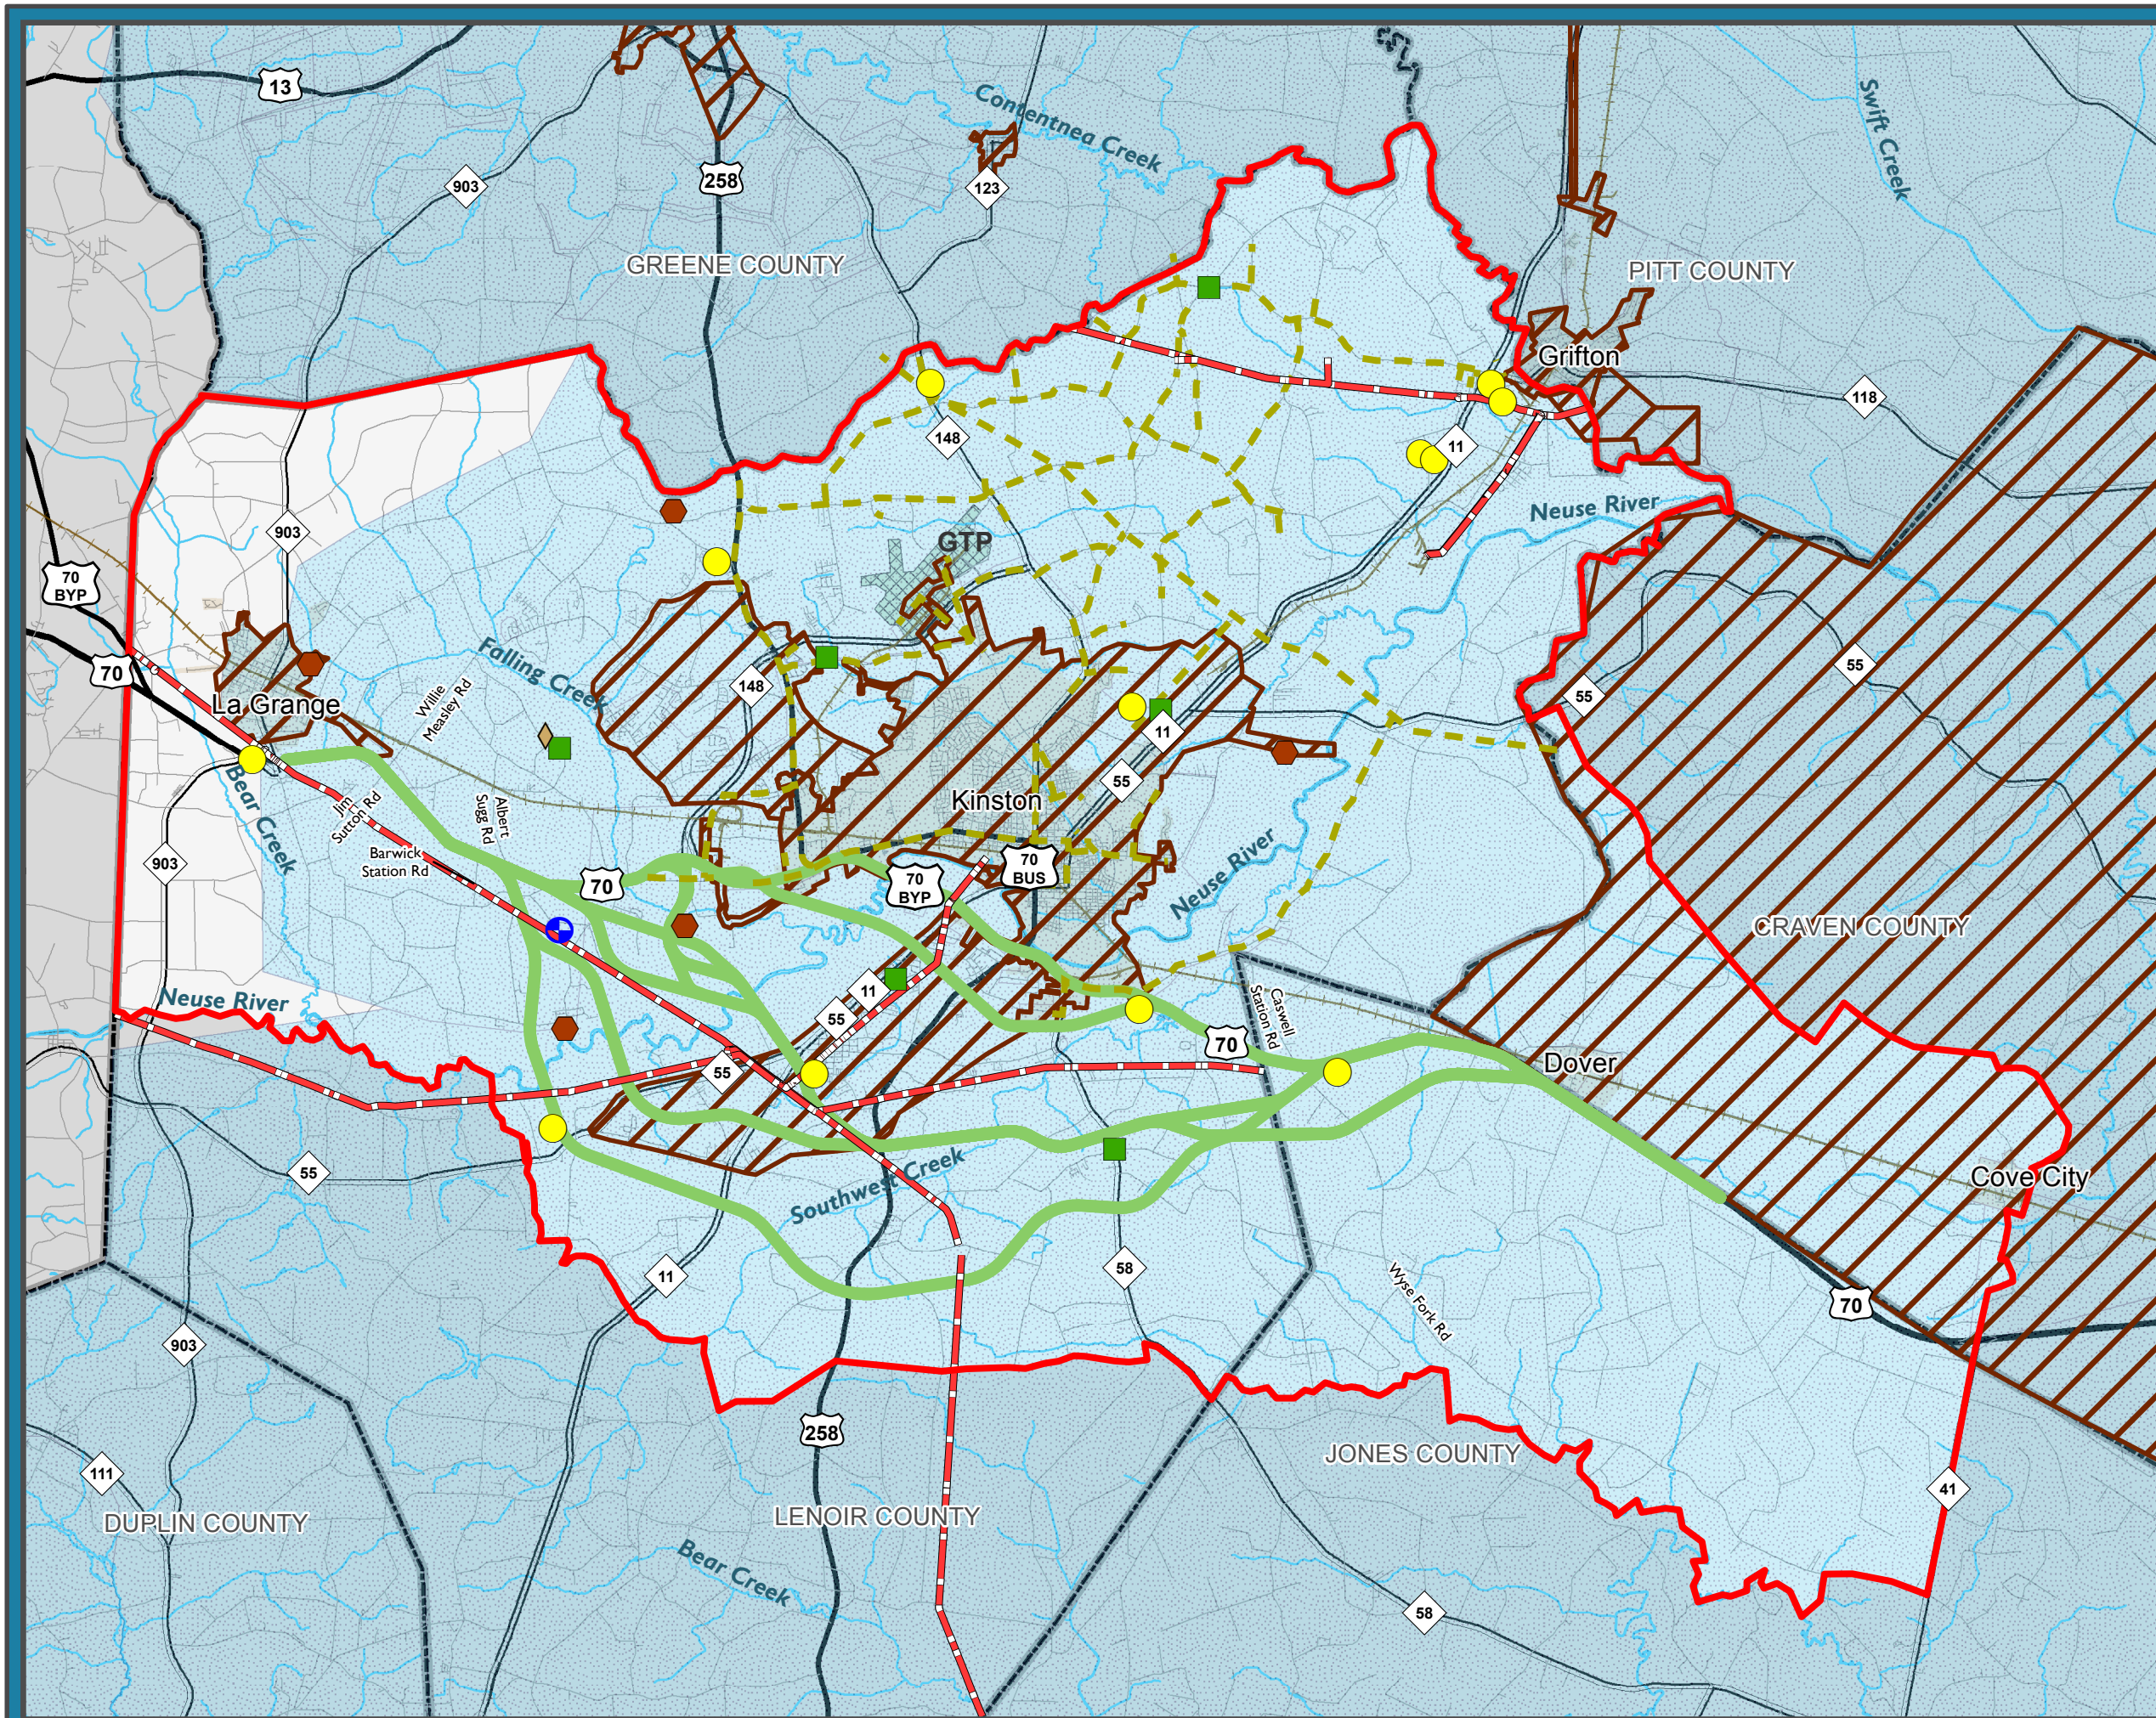 13
903
258
123
Contentnea Creek
Swift Creek
GREENE COUNTY
PITT COUNTY
Grifton
118
148
11
903
Neuse River
GTP
70
BYP
70
La Grange
Willie
Measley Rd
Falling Creek
148
11
55
55
55
Kinston
Bear Creek
Jim
Sutton Rd
Albert
Sugg Rd
Barwick
Station Rd
903
70
70
BYP
70
BUS
Neuse River
CRAVEN COUNTY
Neuse River
11
55
55
70
Caswell
Station Rd
Dover
Cove City
55
Southwest Creek
11
58
Wyse Fork Rd
70
903
258
JONES COUNTY
111
DUPLIN COUNTY
LENOIR COUNTY
41
Bear Creek
58